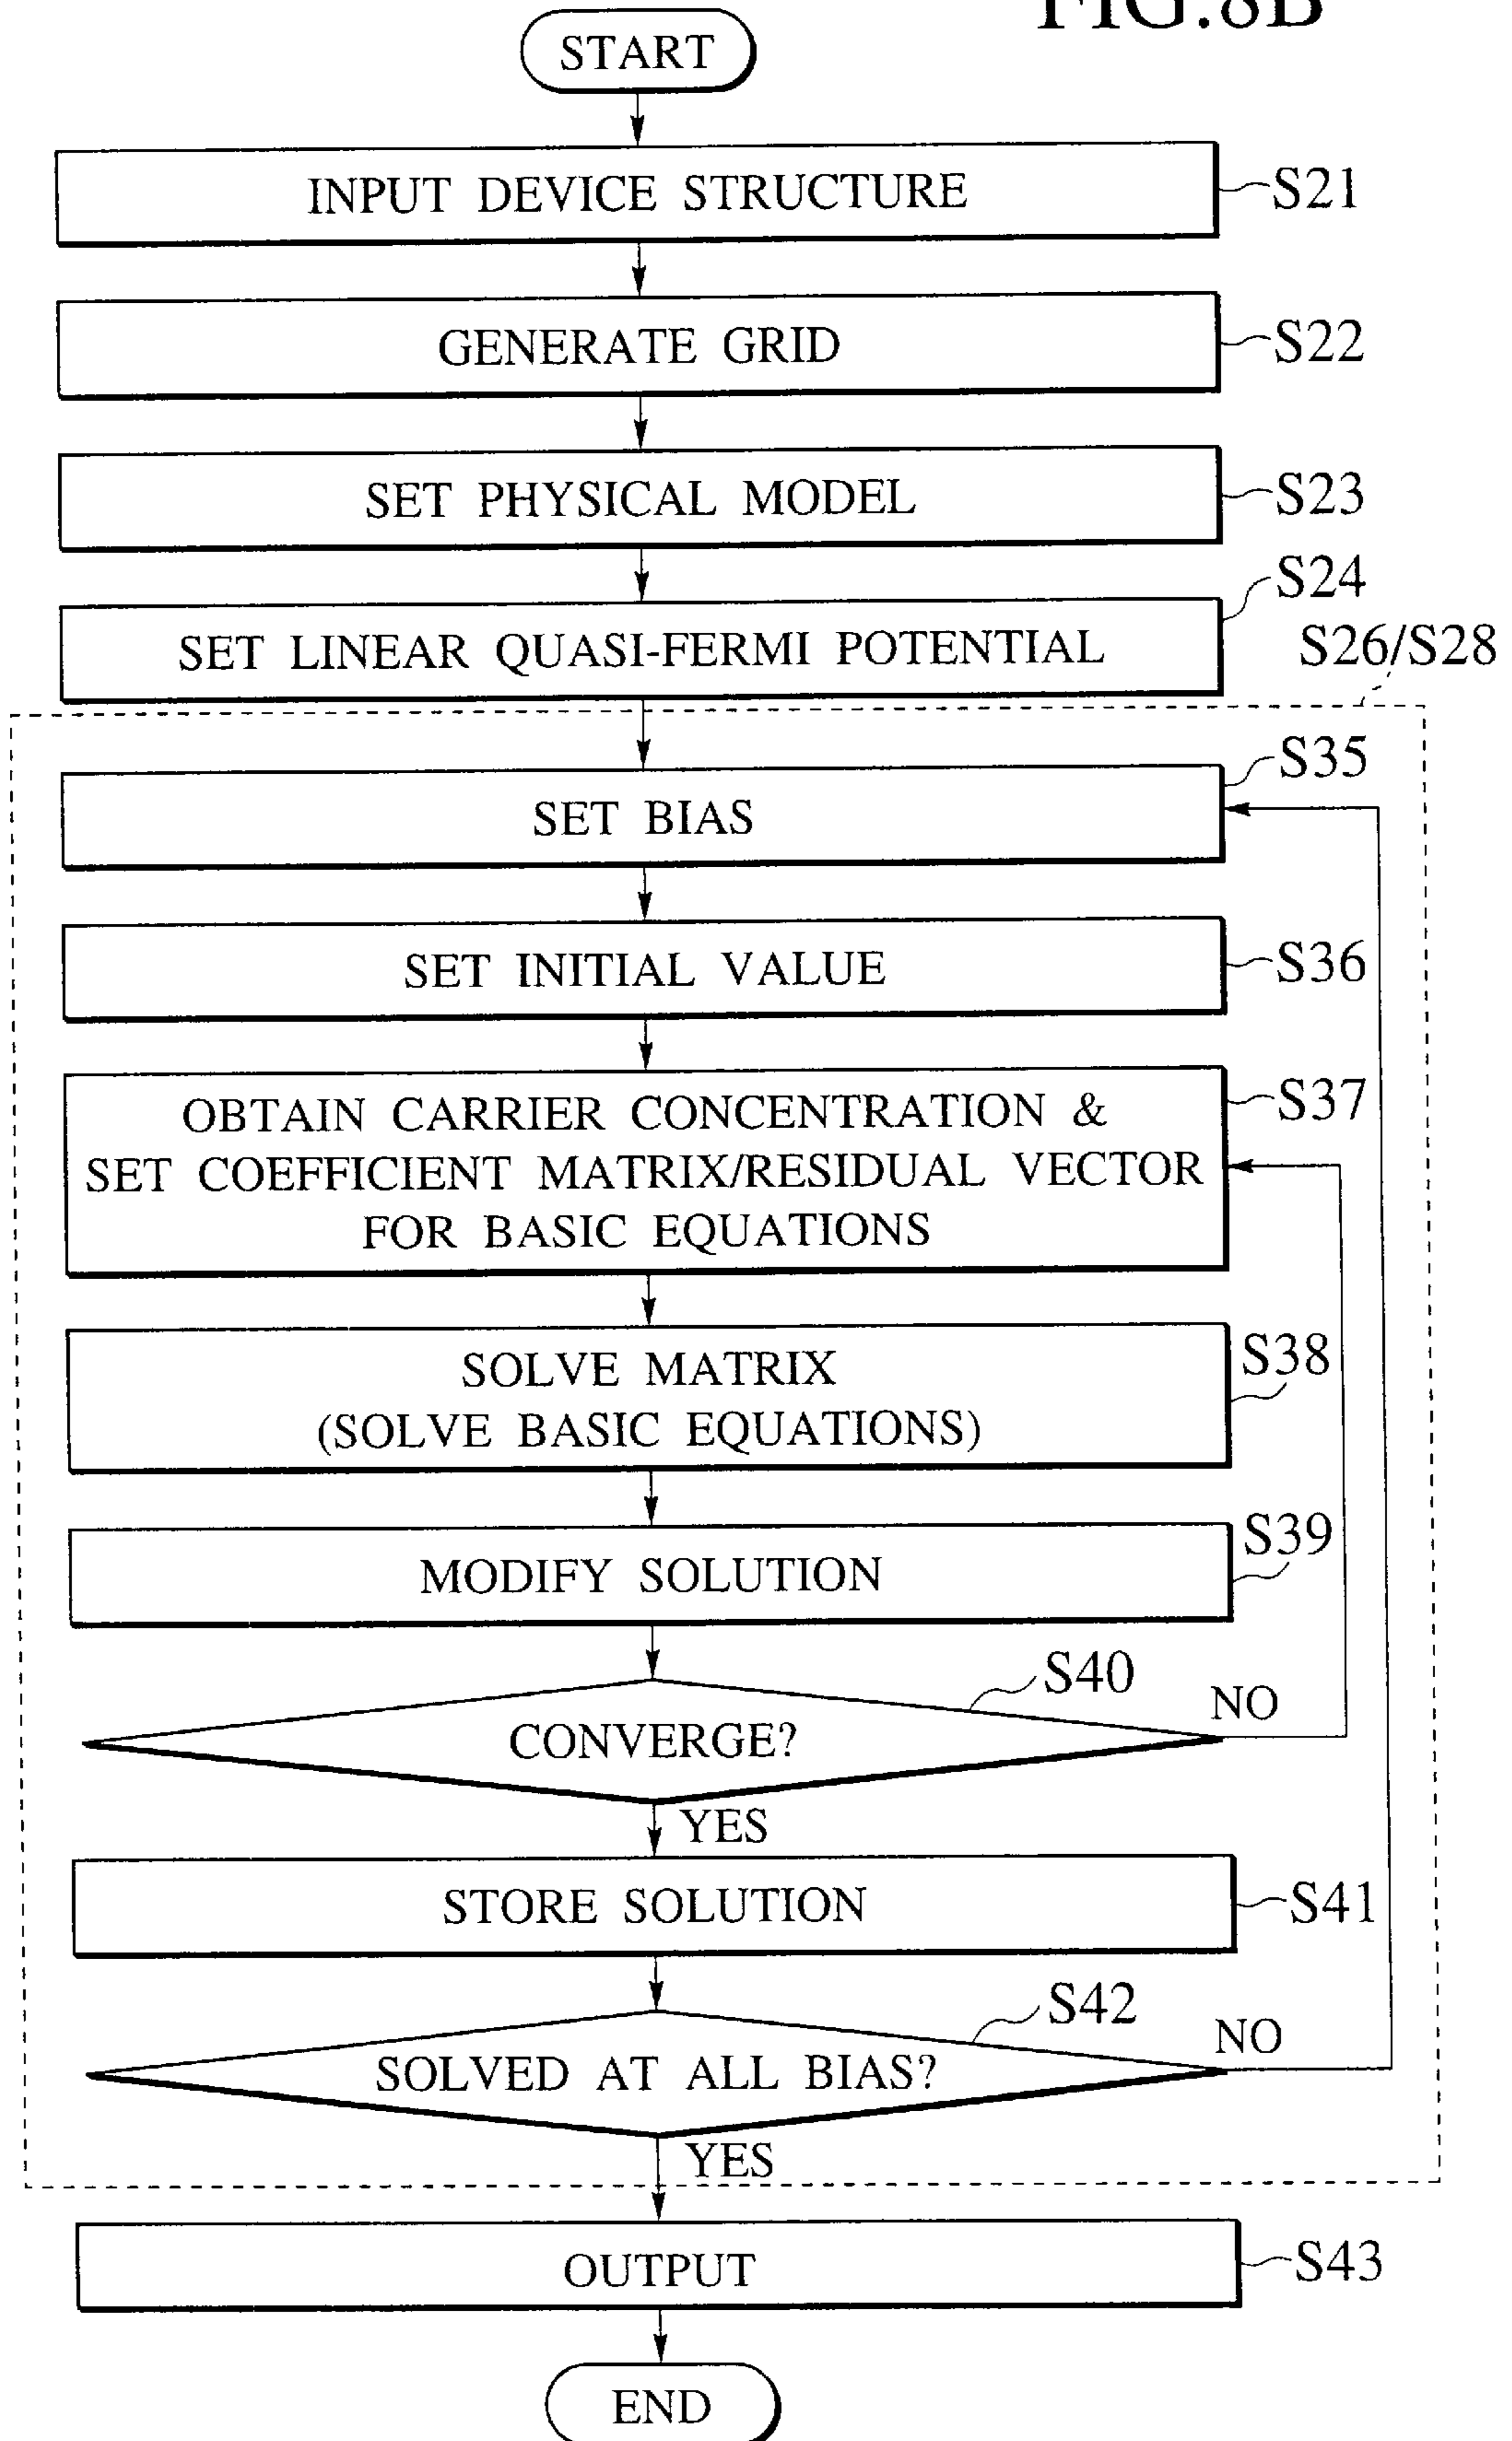 FIG.8B
START
INPUT DEVICE STRUCTURE
S21
GENERATE GRID
S22
SET PHYSICAL MODEL
S23
S24
SET LINEAR QUASI-FERMI POTENTIAL
S26/S28
S35
SET BIAS
SET INITIAL VALUE
S36
S37
OBTAIN CARRIER CONCENTRATION &
SET COEFFICIENT MATRIX/RESIDUAL VECTOR
FOR BASIC EQUATIONS
S38
SOLVE MATRIX
(SOLVE BASIC EQUATIONS)
S39
MODIFY SOLUTION
S40
NO
CONVERGE?
YES
STORE SOLUTION
S41
S42
NO
SOLVED AT ALL BIAS?
YES
OUTPUT
S43
END